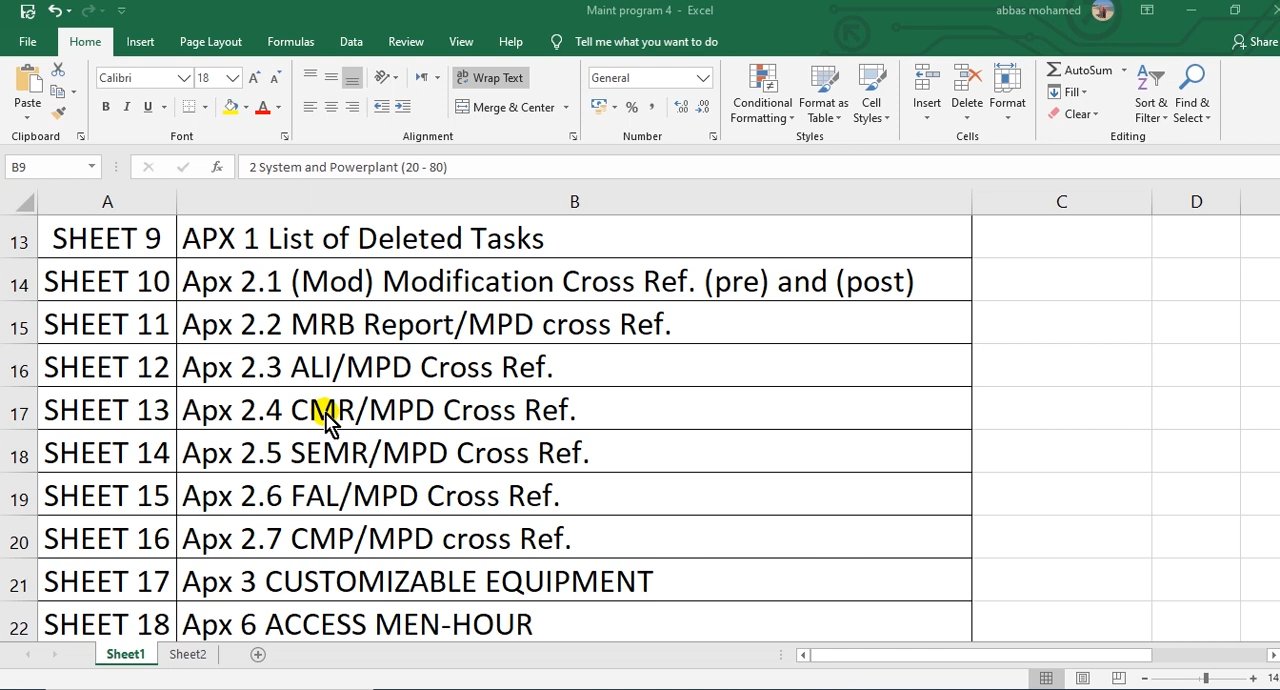 Maint program 4 - Excel
abbas mohamed
File Home Insert Page Layout Formulas Data Review View Help Tell me what you want to do Share
Paste
Calibri 18
B I U A
Wrap Text
Merge & Center
General
% ,
Conditional Formatting
Format as Table
Cell Styles
Insert Delete Format
AutoSum
Fill
Clear
Sort & Filter
Find & Select
Clipboard Font Alignment Number Styles Cells Editing
B9 fx 2 System and Powerplant (20 - 80)
A B C D
13 SHEET 9 APX 1 List of Deleted Tasks
14 SHEET 10 Apx 2.1 (Mod) Modification Cross Ref. (pre) and (post)
15 SHEET 11 Apx 2.2 MRB Report/MPD cross Ref.
16 SHEET 12 Apx 2.3 ALI/MPD Cross Ref.
17 SHEET 13 Apx 2.4 CMR/MPD Cross Ref.
18 SHEET 14 Apx 2.5 SEMR/MPD Cross Ref.
19 SHEET 15 Apx 2.6 FAL/MPD Cross Ref.
20 SHEET 16 Apx 2.7 CMP/MPD cross Ref.
21 SHEET 17 Apx 3 CUSTOMIZABLE EQUIPMENT
22 SHEET 18 Apx 6 ACCESS MEN-HOUR
Sheet1 Sheet2